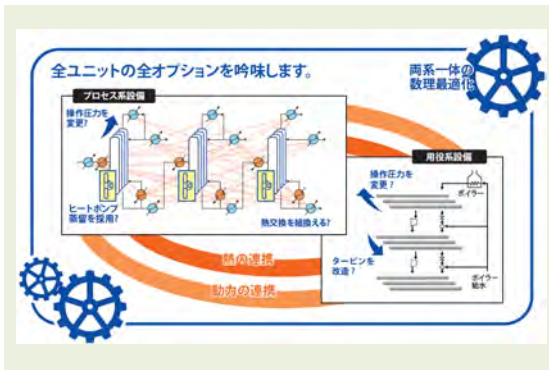 全ユニットの全オプションを吟味します。
両系一体の
数理最適化
プロセス系設備
操作圧力を
変更?
ヒートポンプ
蒸留を採用?
熱交換を組換える?
用役系設備
操作圧力を
変更?
ボイラー
タービンを
改造?
ボイラー
給水
熱の連携
動力の連携